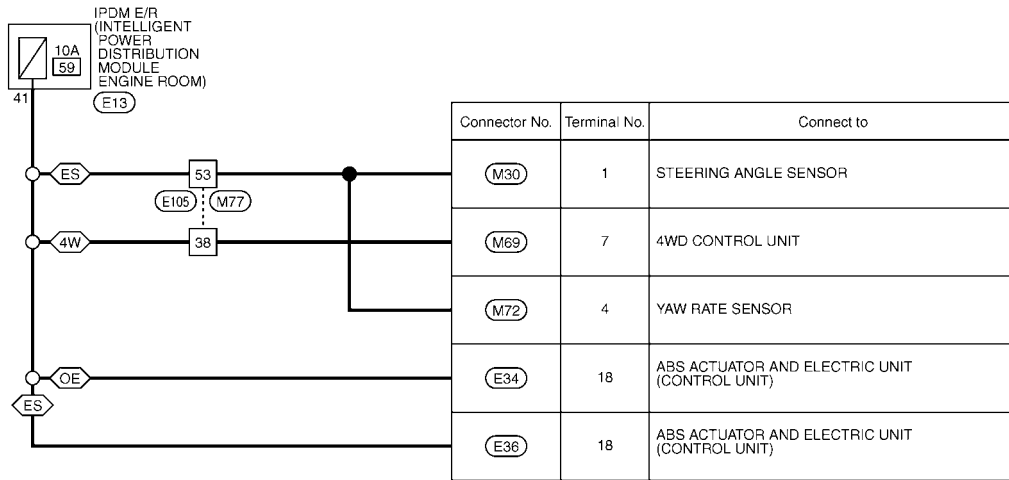 IPDM E/R
(INTELLIGENT
POWER
DISTRIBUTION
MODULE
ENGINE ROOM)
10A
59
41
E13
Connector No. Terminal No. Connect to
ES 53 M30 1 STEERING ANGLE SENSOR
E105 M77
4W 38 M69 7 4WD CONTROL UNIT
M72 4 YAW RATE SENSOR
OE E34 18 ABS ACTUATOR AND ELECTRIC UNIT
(CONTROL UNIT)
ES
E36 18 ABS ACTUATOR AND ELECTRIC UNIT
(CONTROL UNIT)